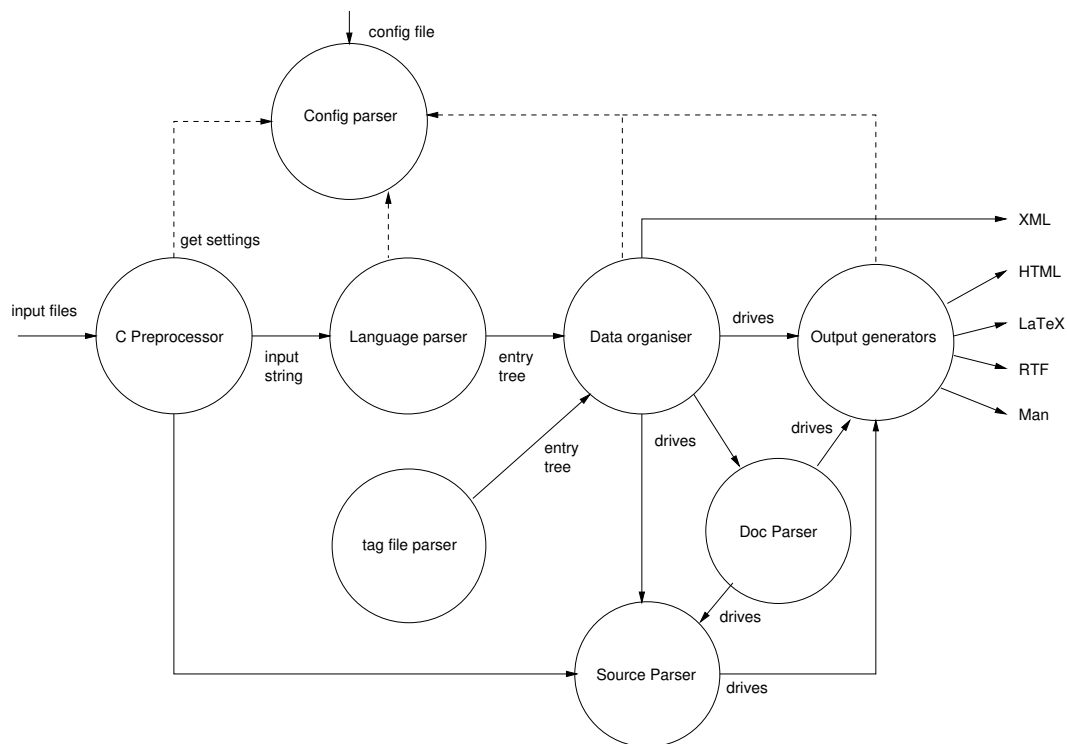 config file
Config parser
get settings
XML
HTML
input files
LaTeX
drives
C Preprocessor
Language parser
Data organiser
Output generators
input
string
entry
tree
RTF
Man
drives
drives
entry
tree
Doc Parser
tag file parser
drives
Source Parser
drives